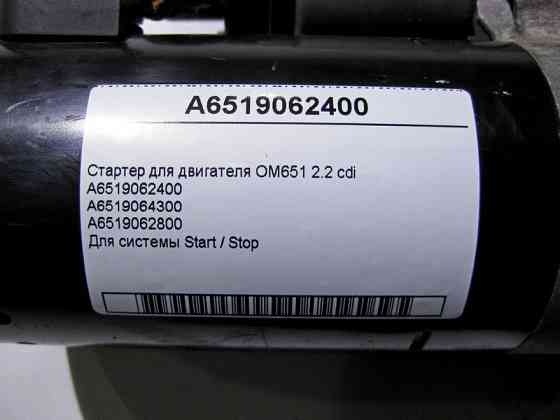 A6519062400
Стартер для двигателя OM651 2.2 cdi
A6519062400
A6519064300
A6519062800
Для системы Start / Stop